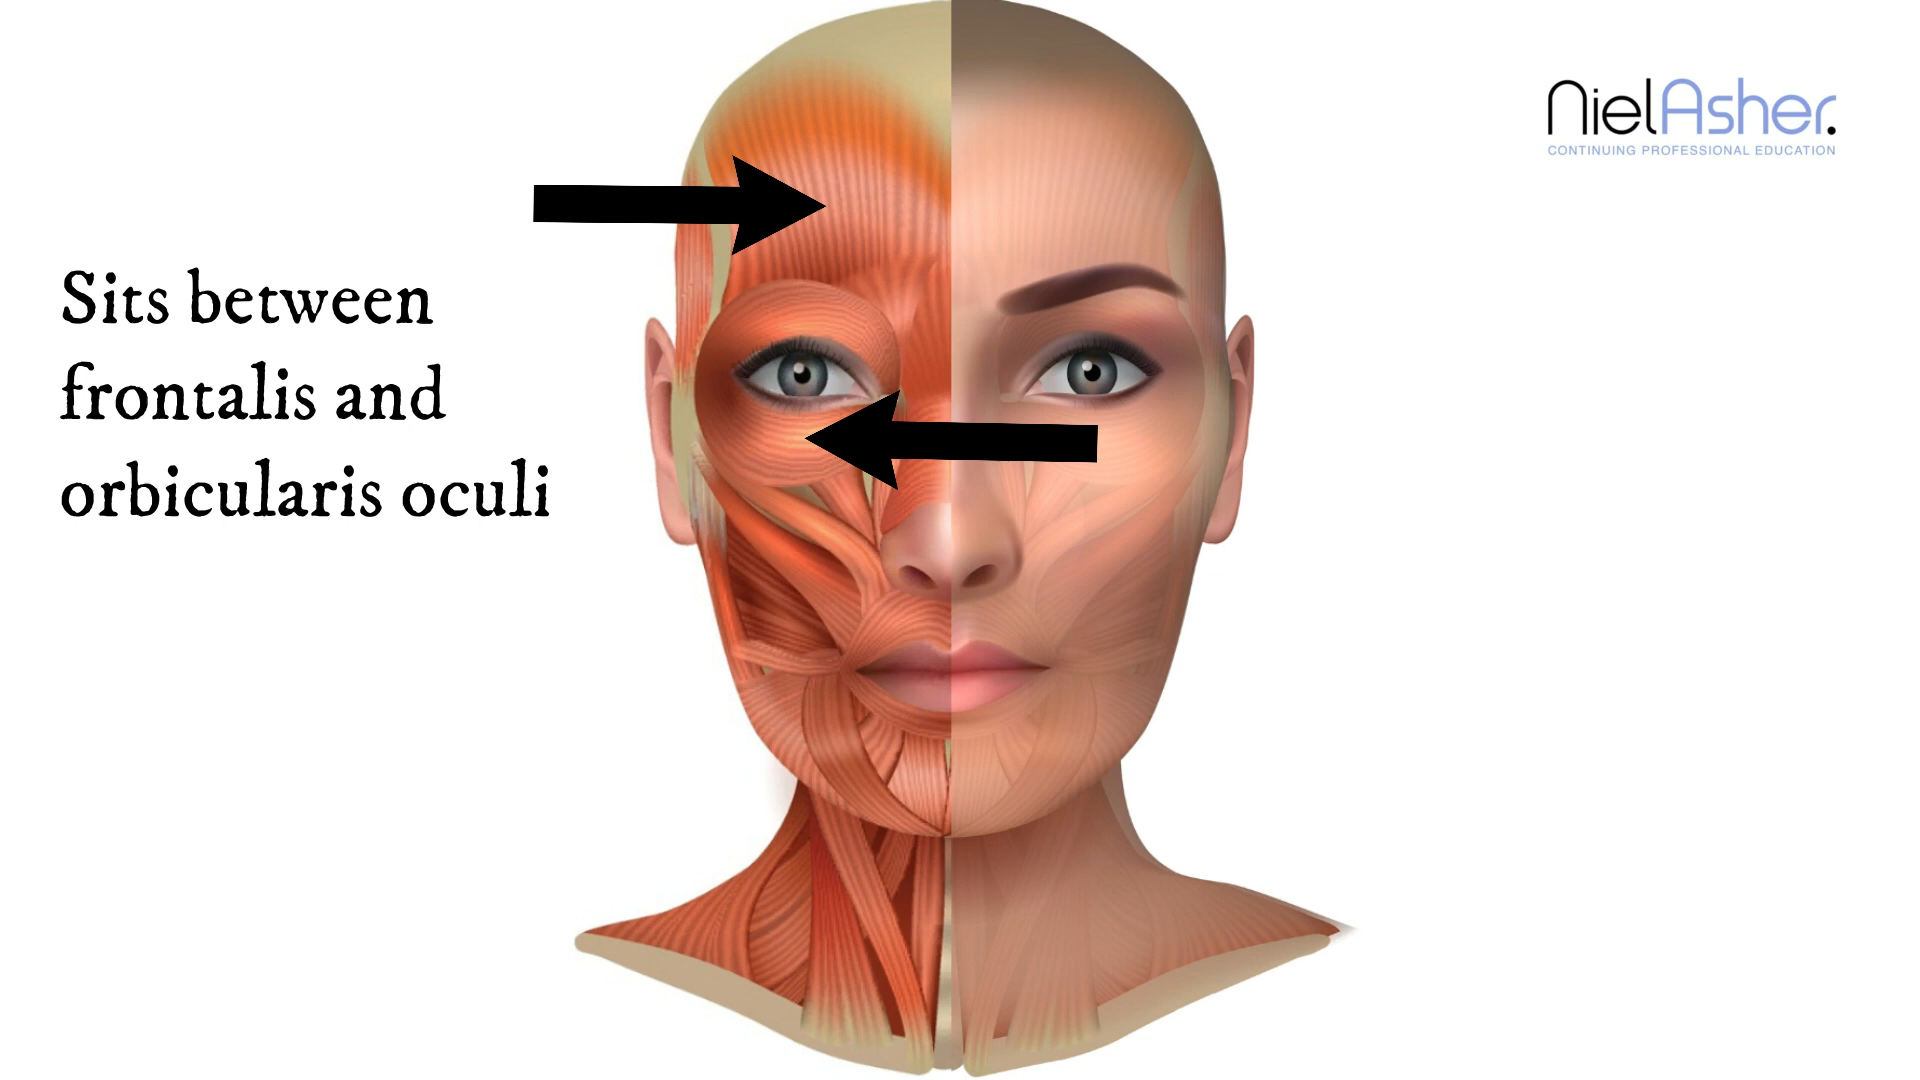 NielAsher.
CONTINUING PROFESSIONAL EDUCATION
Sits between
frontalis and
orbicularis oculi